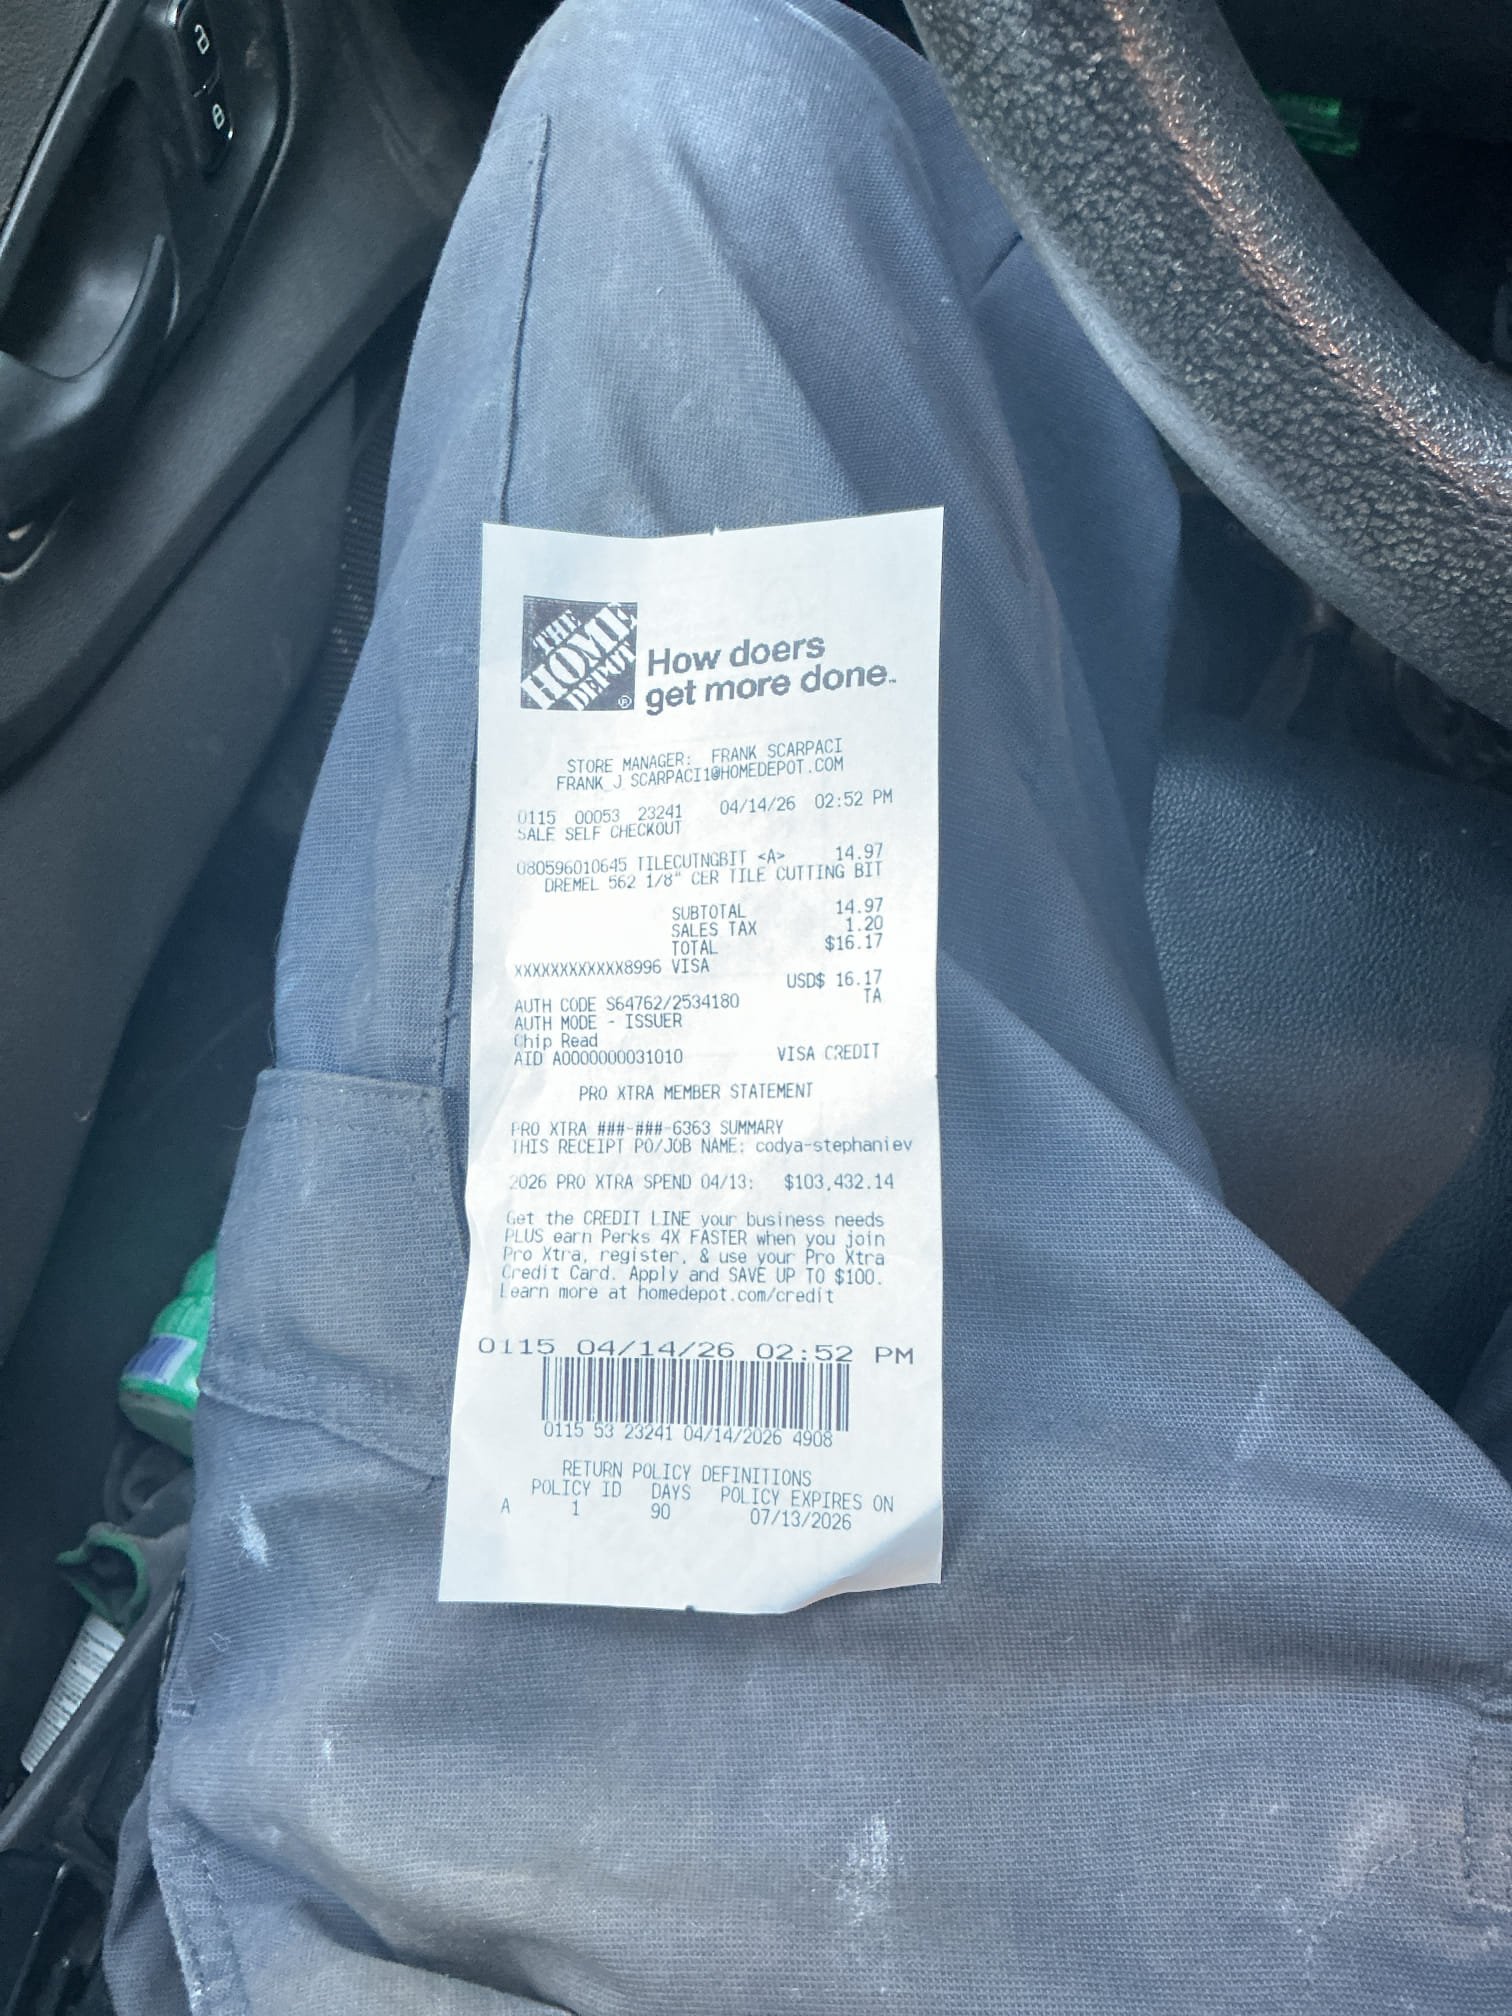 THE
HOME
DEPOT
®
How doers
get more done.™
STORE MANAGER: FRANK SCARPACI
FRANK_J_SCARPACI1@HOMEDEPOT.COM
0115 00053 23241 04/14/26 02:52 PM
SALE SELF CHECKOUT
080596010645 TILECUTNGBIT <A> 14.97
DREMEL 562 1/8" CER TILE CUTTING BIT
SUBTOTAL 14.97
SALES TAX 1.20
TOTAL $16.17
XXXXXXXXXXXX8996 VISA
USD$ 16.17
AUTH CODE S64762/2534180 TA
AUTH MODE - ISSUER
Chip Read
AID A0000000031010 VISA CREDIT
PRO XTRA MEMBER STATEMENT
PRO XTRA ###-###-6363 SUMMARY
THIS RECEIPT PO/JOB NAME: codya-stephaniev
2026 PRO XTRA SPEND 04/13: $103,432.14
Get the CREDIT LINE your business needs
PLUS earn Perks 4X FASTER when you join
Pro Xtra, register, & use your Pro Xtra
Credit Card. Apply and SAVE UP TO $100.
Learn more at homedepot.com/credit
0115 04/14/26 02:52 PM
0115 53 23241 04/14/2026 4908
RETURN POLICY DEFINITIONS
POLICY ID DAYS POLICY EXPIRES ON
A 1 90 07/13/2026